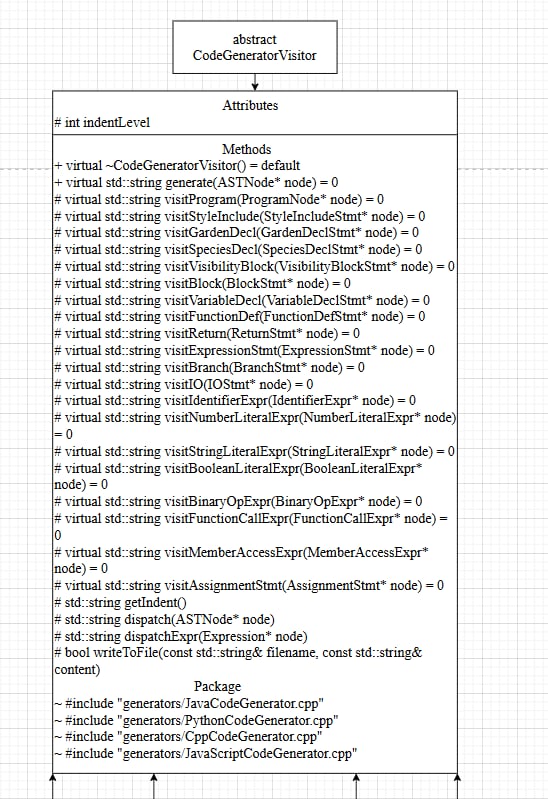 abstract
CodeGeneratorVisitor
Attributes
# int indentLevel
Methods
+ virtual ~CodeGeneratorVisitor() = default
+ virtual std::string generate(ASTNode* node) = 0
# virtual std::string visitProgram(ProgramNode* node) = 0
# virtual std::string visitStyleInclude(StyleIncludeStmt* node) = 0
# virtual std::string visitGardenDecl(GardenDeclStmt* node) = 0
# virtual std::string visitSpeciesDecl(SpeciesDeclStmt* node) = 0
# virtual std::string visitVisibilityBlock(VisibilityBlockStmt* node) = 0
# virtual std::string visitBlock(BlockStmt* node) = 0
# virtual std::string visitVariableDecl(VariableDeclStmt* node) = 0
# virtual std::string visitFunctionDef(FunctionDefStmt* node) = 0
# virtual std::string visitReturn(ReturnStmt* node) = 0
# virtual std::string visitExpressionStmt(ExpressionStmt* node) = 0
# virtual std::string visitBranch(BranchStmt* node) = 0
# virtual std::string visitIO(IOStmt* node) = 0
# virtual std::string visitIdentifierExpr(IdentifierExpr* node) = 0
# virtual std::string visitNumberLiteralExpr(NumberLiteralExpr* node)
= 0
# virtual std::string visitStringLiteralExpr(StringLiteralExpr* node) = 0
# virtual std::string visitBooleanLiteralExpr(BooleanLiteralExpr*
node) = 0
# virtual std::string visitBinaryOpExpr(BinaryOpExpr* node) = 0
# virtual std::string visitFunctionCallExpr(FunctionCallExpr* node) =
0
# virtual std::string visitMemberAccessExpr(MemberAccessExpr*
node) = 0
# virtual std::string visitAssignmentStmt(AssignmentStmt* node) = 0
# std::string getIndent()
# std::string dispatch(ASTNode* node)
# std::string dispatchExpr(Expression* node)
# bool writeToFile(const std::string& filename, const std::string&
content)
Package
~ #include "generators/JavaCodeGenerator.cpp"
~ #include "generators/PythonCodeGenerator.cpp"
~ #include "generators/CppCodeGenerator.cpp"
~ #include "generators/JavaScriptCodeGenerator.cpp"